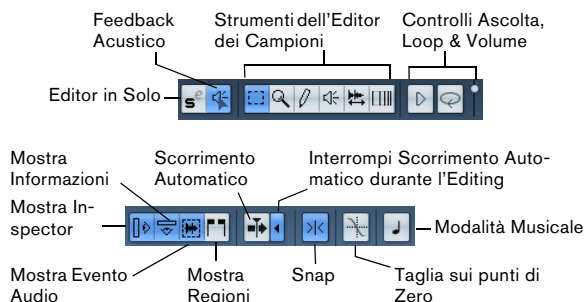 Feedback
Acustico
Strumenti dell'Editor
dei Campioni
Controlli Ascolta,
Loop & Volume
Editor in Solo
se
Mostra
Informazioni
Scorrimento
Automatico
Interrompi Scorrimento Auto-
matico durante l'Editing
Mostra In-
spector
Modalità Musicale
Mostra Evento
Audio
Mostra
Regioni
Snap
Taglia sui punti di
Zero